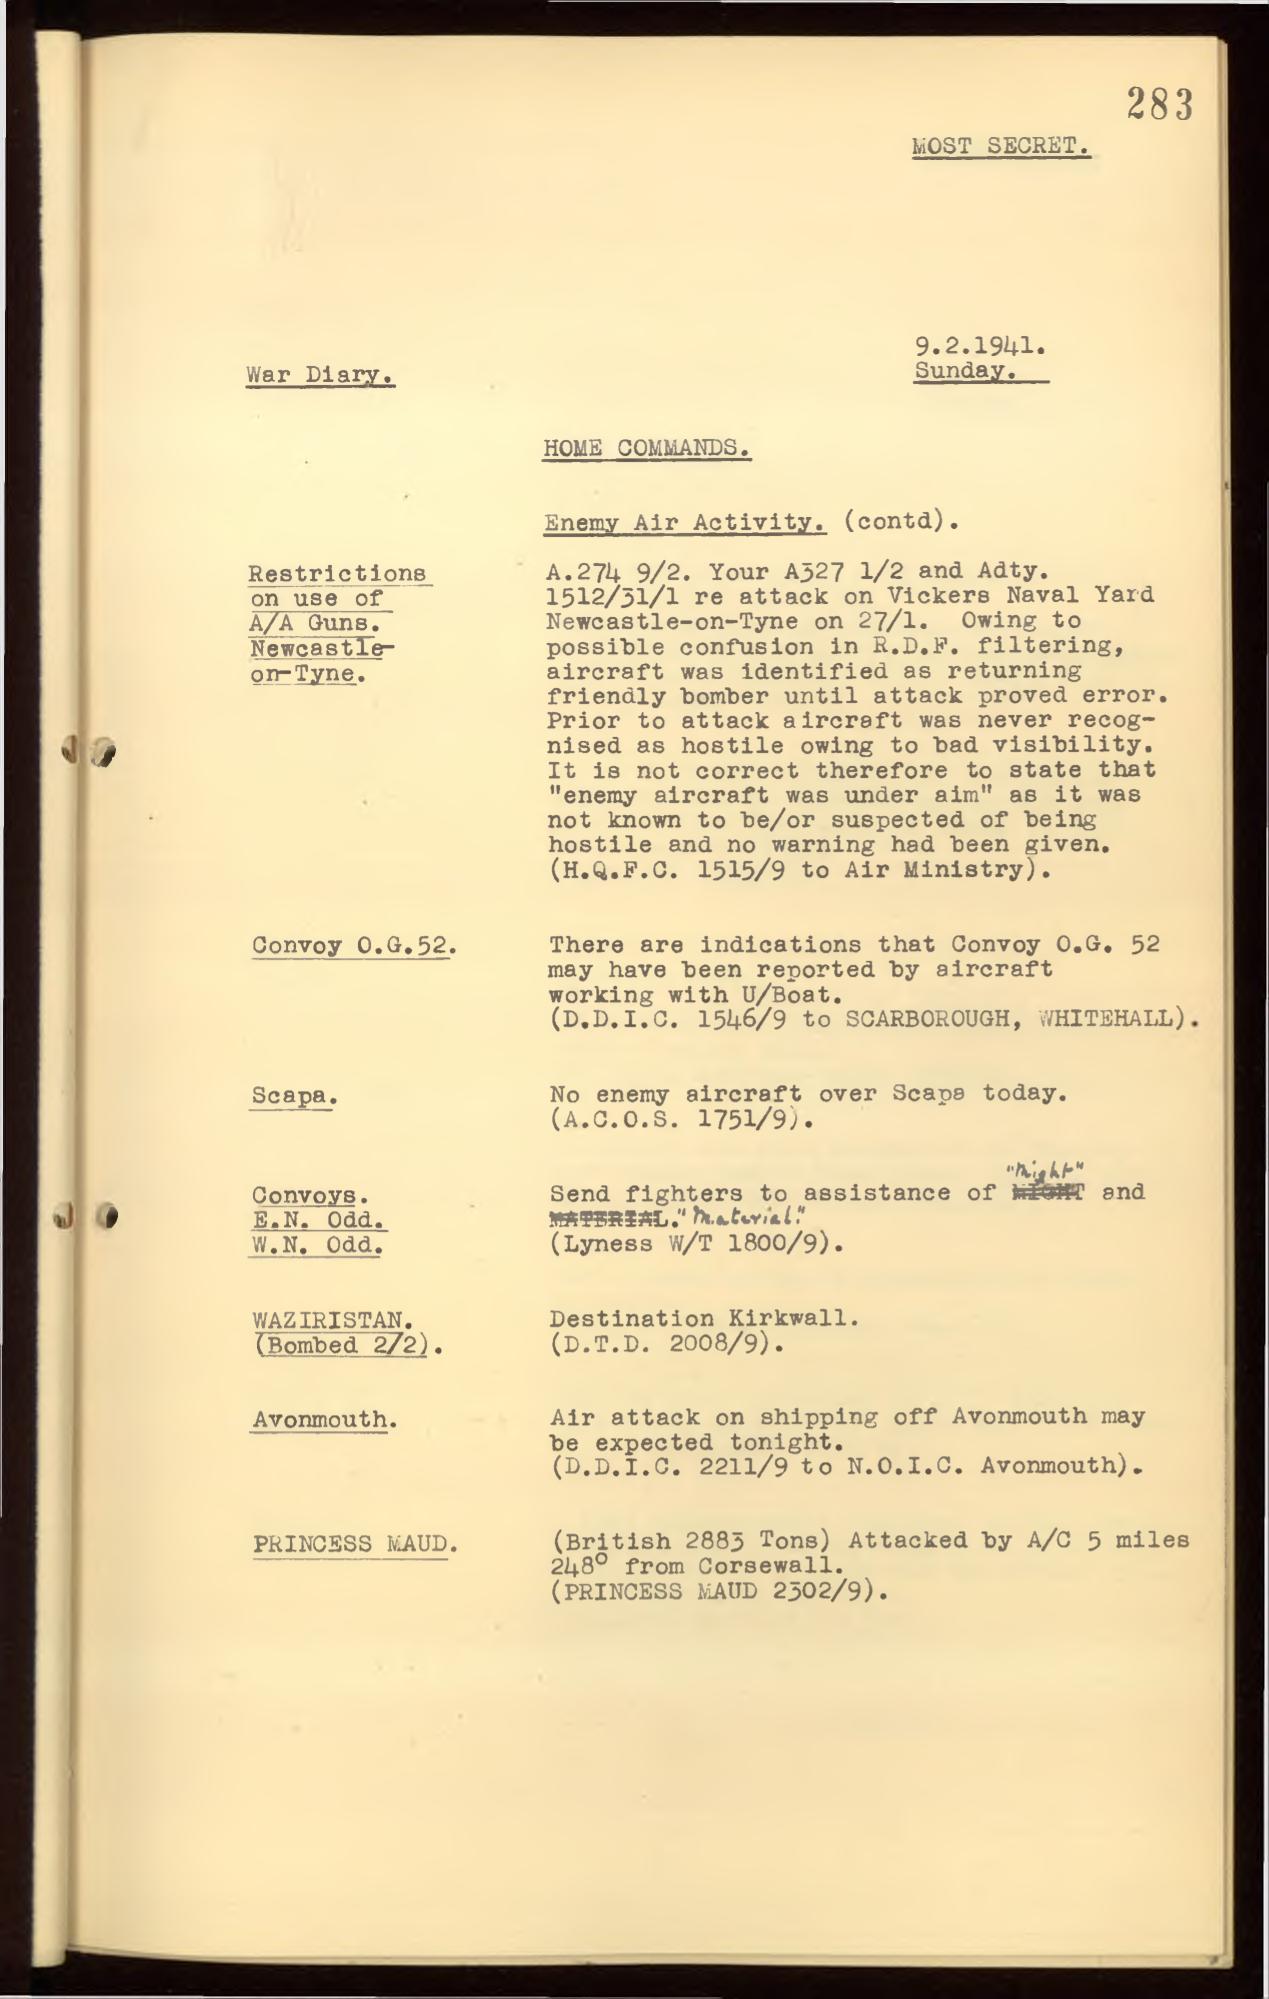 283
MOST SECRET.
9.2.1941.
War Diary.
Sunday.
HOME COMMANDS.
Enemy Air Activity. (contd).
Restrictions
on use of
A/A Guns.
Newcastle-
on-Tyne.
A.274 9/2. Your A327 1/2 and Adty.
1512/31/1 re attack on Vickers Naval Yard
Newcastle-on-Tyne on 27/1. Owing to
possible confusion in R.D.F. filtering,
aircraft was identified as returning
friendly bomber until attack proved error.
Prior to attack aircraft was never recog-
nised as hostile owing to bad visibility.
It is not correct therefore to state that
"enemy aircraft was under aim" as it was
not known to be/or suspected of being
hostile and no warning had been given.
(H.Q.F.C. 1515/9 to Air Ministry).
Convoy O.G.52.
There are indications that Convoy O.G. 52
may have been reported by aircraft
working with U/Boat.
(D.D.I.C. 1546/9 to SCARBOROUGH, WHITEHALL).
Scapa.
No enemy aircraft over Scapa today.
(A.C.O.S. 1751/9).
Convoys.
E.N. Odd.
W.N. Odd.
"Might"
Send fighters to assistance of MIGHT and
MATERIAL. "Material."
(Lyness W/T 1800/9).
WAZIRISTAN.
(Bombed 2/2).
Destination Kirkwall.
(D.T.D. 2008/9).
Avonmouth.
Air attack on shipping off Avonmouth may
be expected tonight.
(D.D.I.C. 2211/9 to N.O.I.C. Avonmouth).
PRINCESS MAUD.
(British 2883 Tons) Attacked by A/C 5 miles
248° from Corsewall.
(PRINCESS MAUD 2302/9).